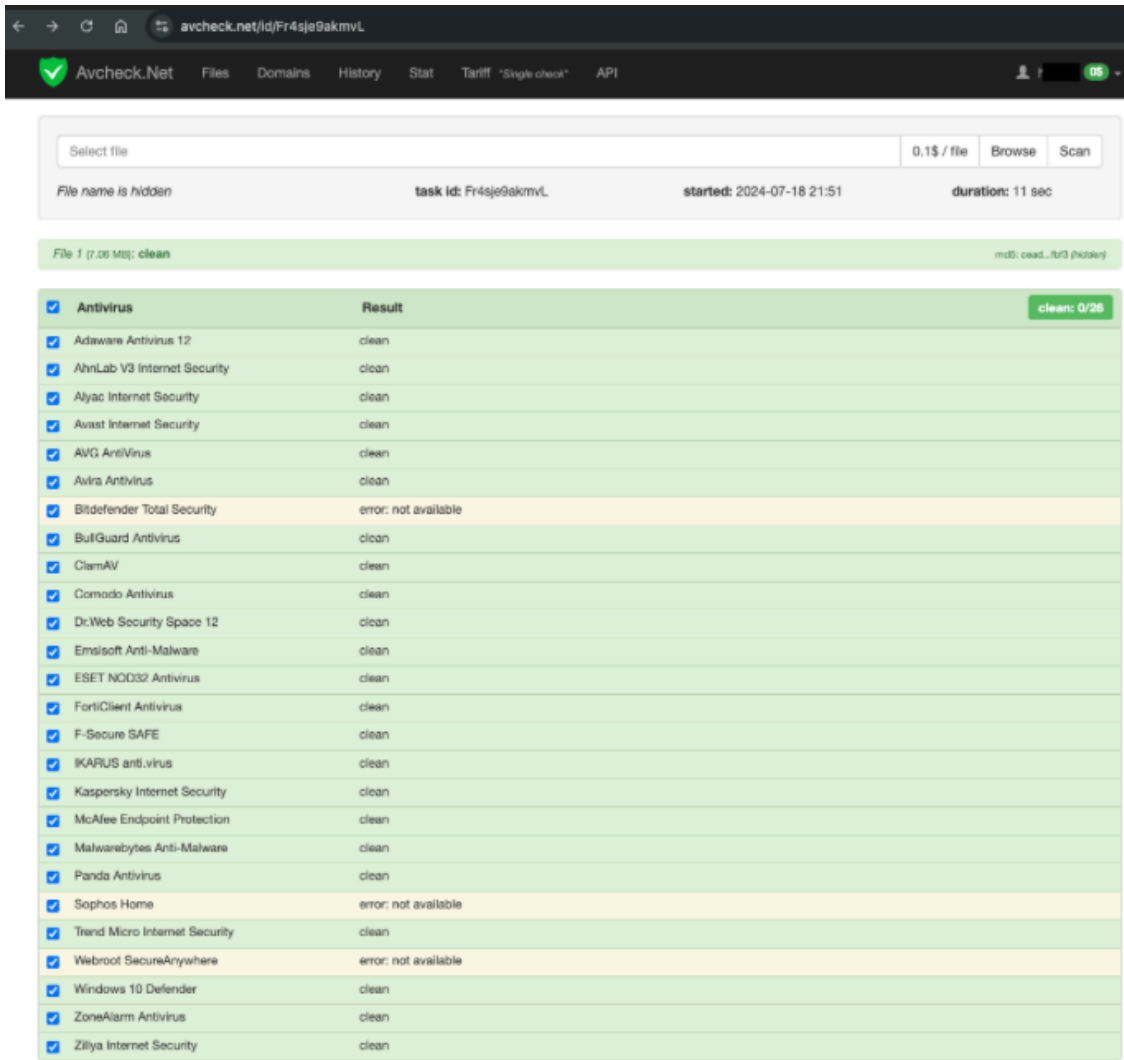 avcheck.net/id/Fr4sje9akmvL
Avcheck.Net Files Domains History Stat Tariff "Single check" API 0$
Select file 0.1$ / file Browse Scan
File name is hidden task id: Fr4sje9akmvL started: 2024-07-18 21:51 duration: 11 sec
File 1 (7.06 MB): clean md5: cead...fbf3 (hidden)
Antivirus Result clean: 0/26
Adaware Antivirus 12 clean
AhnLab V3 Internet Security clean
Alyac Internet Security clean
Avast Internet Security clean
AVG AntiVirus clean
Avira Antivirus clean
Bitdefender Total Security error: not available
BullGuard Antivirus clean
ClamAV clean
Comodo Antivirus clean
Dr.Web Security Space 12 clean
Emsisoft Anti-Malware clean
ESET NOD32 Antivirus clean
FortiClient Antivirus clean
F-Secure SAFE clean
IKARUS anti.virus clean
Kaspersky Internet Security clean
McAfee Endpoint Protection clean
Malwarebytes Anti-Malware clean
Panda Antivirus clean
Sophos Home error: not available
Trend Micro Internet Security clean
Webroot SecureAnywhere error: not available
Windows 10 Defender clean
ZoneAlarm Antivirus clean
Zillya Internet Security clean